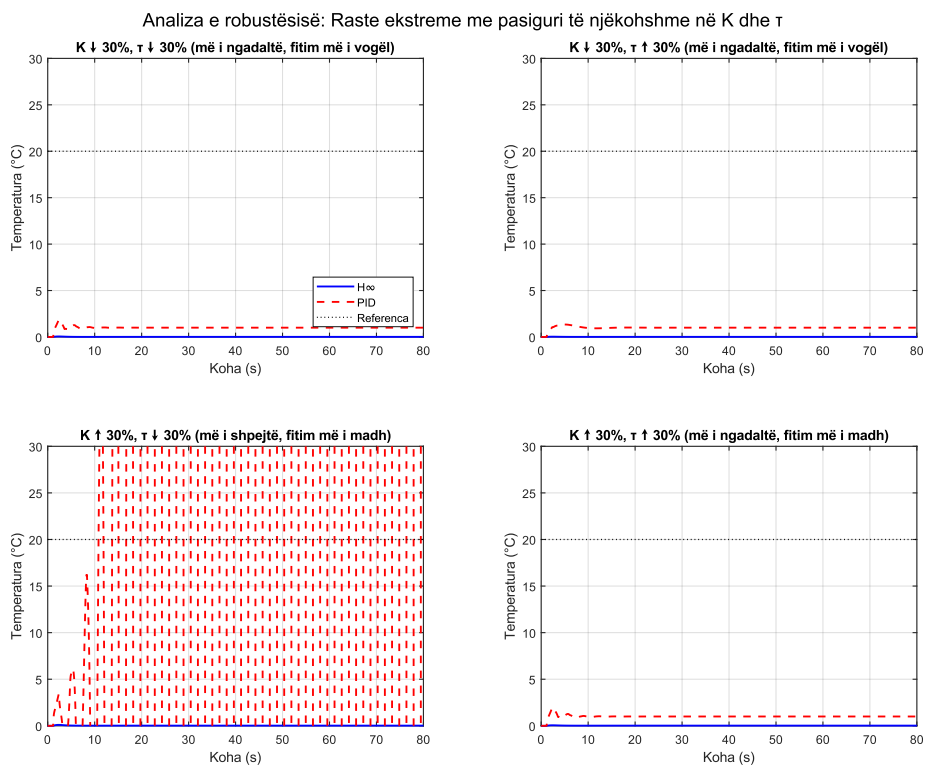 Analiza e robustësisë: Raste ekstreme me pasiguri të njëkohshme në K dhe τ
K ↓ 30%, τ ↓ 30% (më i ngadaltë, fitim më i vogël)
30
25
20
15
10
5
0
Temperatura (°C)
H∞
PID
Referenca
0 10 20 30 40 50 60 70 80
Koha (s)
K ↓ 30%, τ ↑ 30% (më i ngadaltë, fitim më i vogël)
30
25
20
15
10
5
0
Temperatura (°C)
0 10 20 30 40 50 60 70 80
Koha (s)
K ↑ 30%, τ ↓ 30% (më i shpejtë, fitim më i madh)
30
25
20
15
10
5
0
Temperatura (°C)
0 10 20 30 40 50 60 70 80
Koha (s)
K ↑ 30%, τ ↑ 30% (më i ngadaltë, fitim më i madh)
30
25
20
15
10
5
0
Temperatura (°C)
0 10 20 30 40 50 60 70 80
Koha (s)